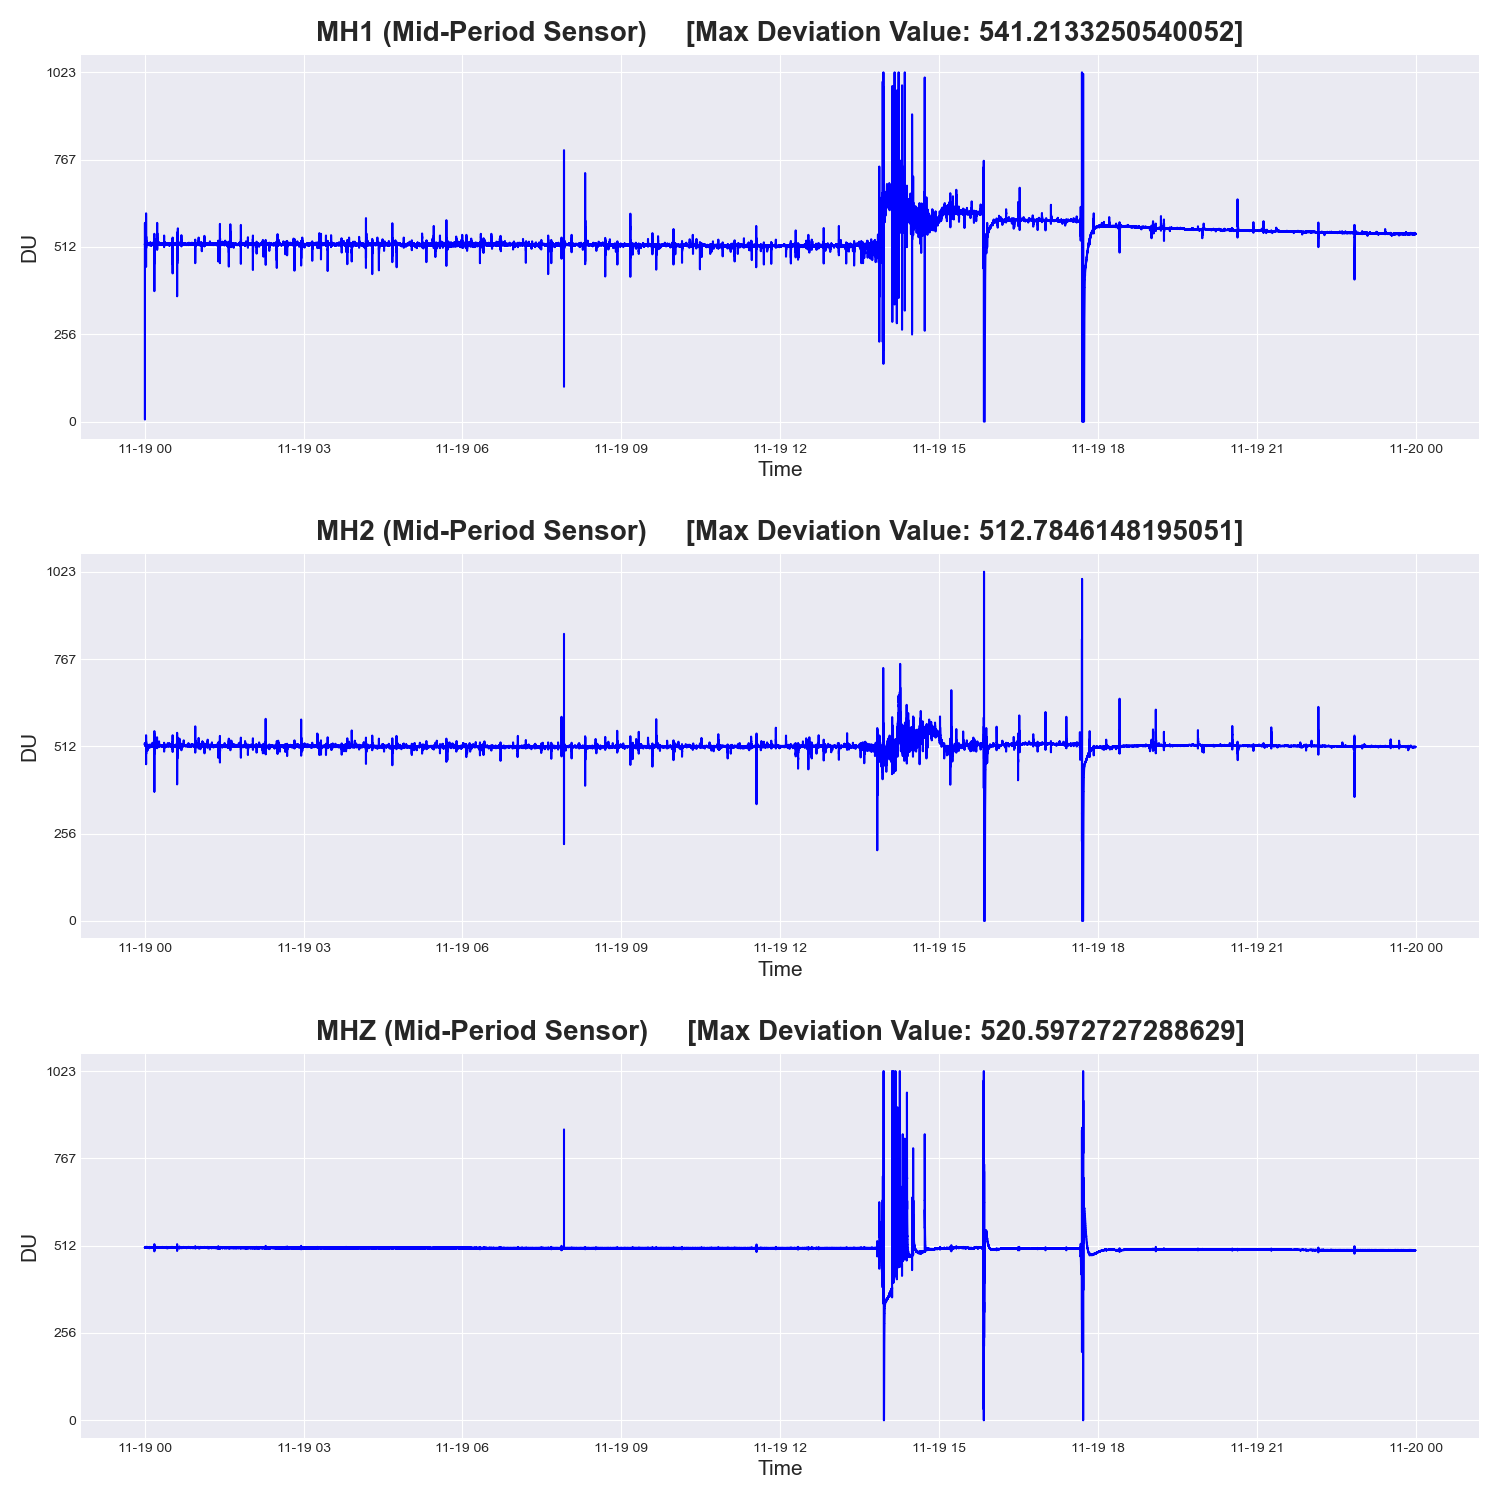 MH1 (Mid-Period Sensor) [Max Deviation Value: 541.2133250540052]
1023
767
512
256
0
DU
11-19 00 11-19 03 11-19 06 11-19 09 11-19 12 11-19 15 11-19 18 11-19 21 11-20 00
Time
MH2 (Mid-Period Sensor) [Max Deviation Value: 512.7846148195051]
1023
767
512
256
0
DU
11-19 00 11-19 03 11-19 06 11-19 09 11-19 12 11-19 15 11-19 18 11-19 21 11-20 00
Time
MHZ (Mid-Period Sensor) [Max Deviation Value: 520.5972727288629]
1023
767
512
256
0
DU
11-19 00 11-19 03 11-19 06 11-19 09 11-19 12 11-19 15 11-19 18 11-19 21 11-20 00
Time